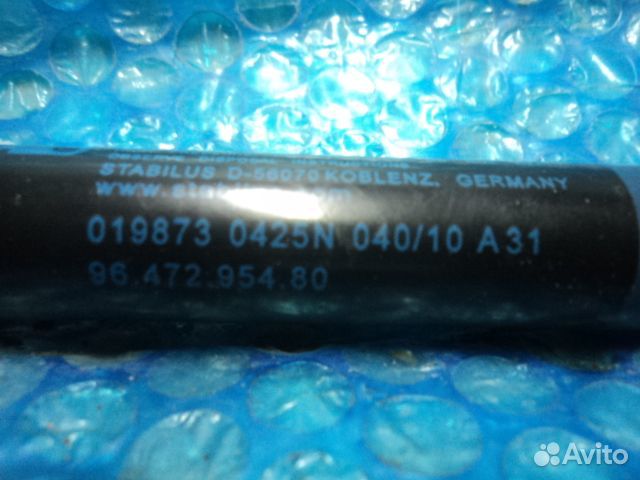 STABILUS D-56070 KOBLENZ, GERMANY
019873 0425N 040/10 A31
96.472.954.80
Avito